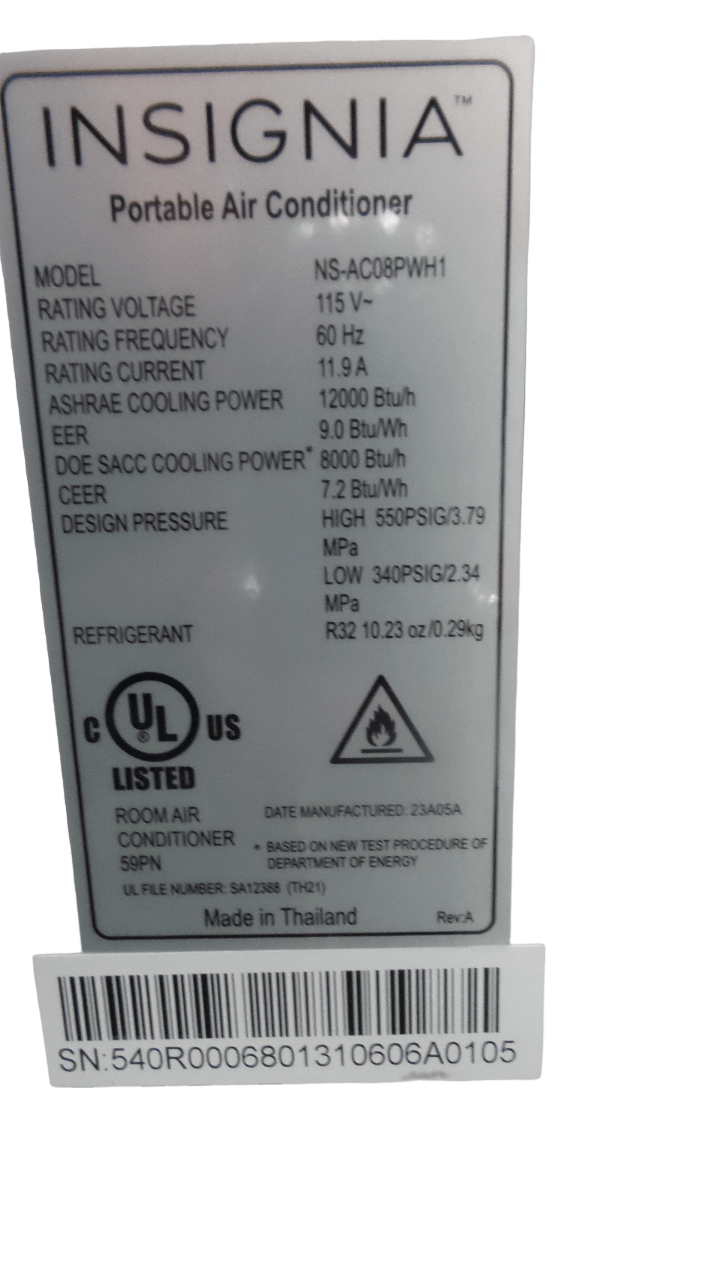 INSIGNIA™
Portable Air Conditioner
MODEL NS-AC08PWH1
RATING VOLTAGE 115 V~
RATING FREQUENCY 60 Hz
RATING CURRENT 11.9 A
ASHRAE COOLING POWER 12000 Btu/h
EER 9.0 Btu/Wh
DOE SACC COOLING POWER* 8000 Btu/h
CEER 7.2 Btu/Wh
DESIGN PRESSURE HIGH 550PSIG/3.79
MPa
LOW 340PSIG/2.34
MPa
REFRIGERANT R32 10.23 oz/0.29kg
C UL® US
LISTED
ROOM AIR
CONDITIONER
59PN
DATE MANUFACTURED: 23A05A
* BASED ON NEW TEST PROCEDURE OF
DEPARTMENT OF ENERGY
UL FILE NUMBER: SA12388 (TH21)
Made in Thailand Rev:A
SN:540R0006801310606A0105